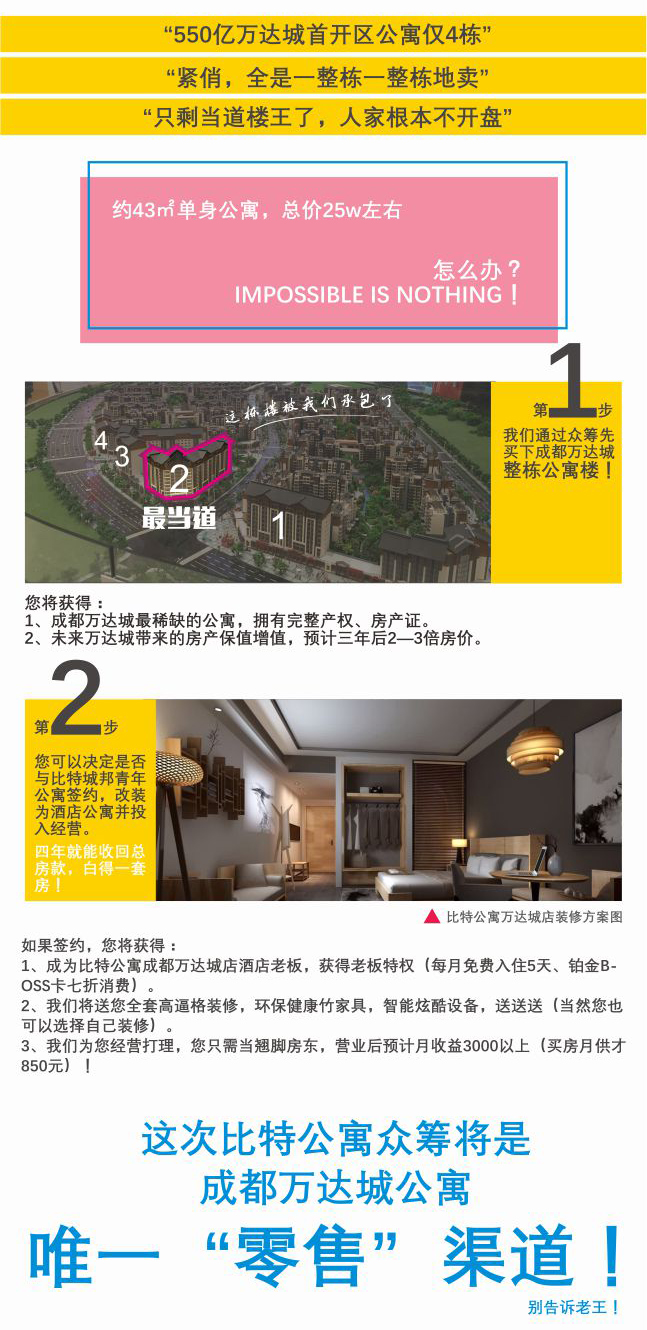 “550亿万达城首开区公寓仅4栋”
“紧俏，全是一整栋一整栋地卖”
“只剩当道楼王了，人家根本不开盘”
约43㎡单身公寓，总价25w左右
怎么办？
IMPOSSIBLE IS NOTHING！
这栋楼被我们承包了
4
3
2
最当道
1
第1步
我们通过众筹先
买下成都万达城
整栋公寓楼！
您将获得：
1、成都万达城最稀缺的公寓，拥有完整产权、房产证。
2、未来万达城带来的房产保值增值，预计三年后2—3倍房价。
第2步
您可以决定是否
与比特城邦青年
公寓签约，改装
为酒店公寓并投
入经营。
四年就能收回总
房款，白得一套
房！
比特公寓万达城店装修方案图
如果签约，您将获得：
1、成为比特公寓成都万达城店酒店老板，获得老板特权（每月免费入住5天、铂金B-
OSS卡七折消费）。
2、我们将送您全套高逼格装修，环保健康竹家具，智能炫酷设备，送送送（当然您也
可以选择自己装修）。
3、我们为您经营打理，您只需当翘脚房东，营业后预计月收益3000以上（买房月供才
850元）！
这次比特公寓众筹将是
成都万达城公寓
唯一“零售”渠道！
别告诉老王！